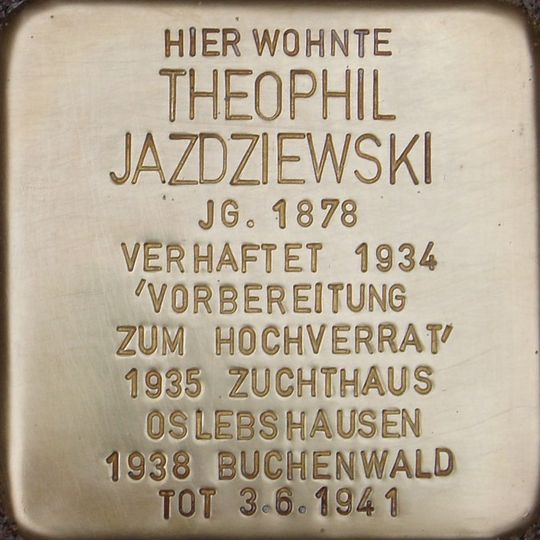 HIER WOHNTE
THEOPHIL
JAZDZIEWSKI
JG. 1878
VERHAFTET 1934
'VORBEREITUNG
ZUM HOCHVERRAT'
1935 ZUCHTHAUS
OSLEBSHAUSEN
1938 BUCHENWALD
TOT 3.6.1941